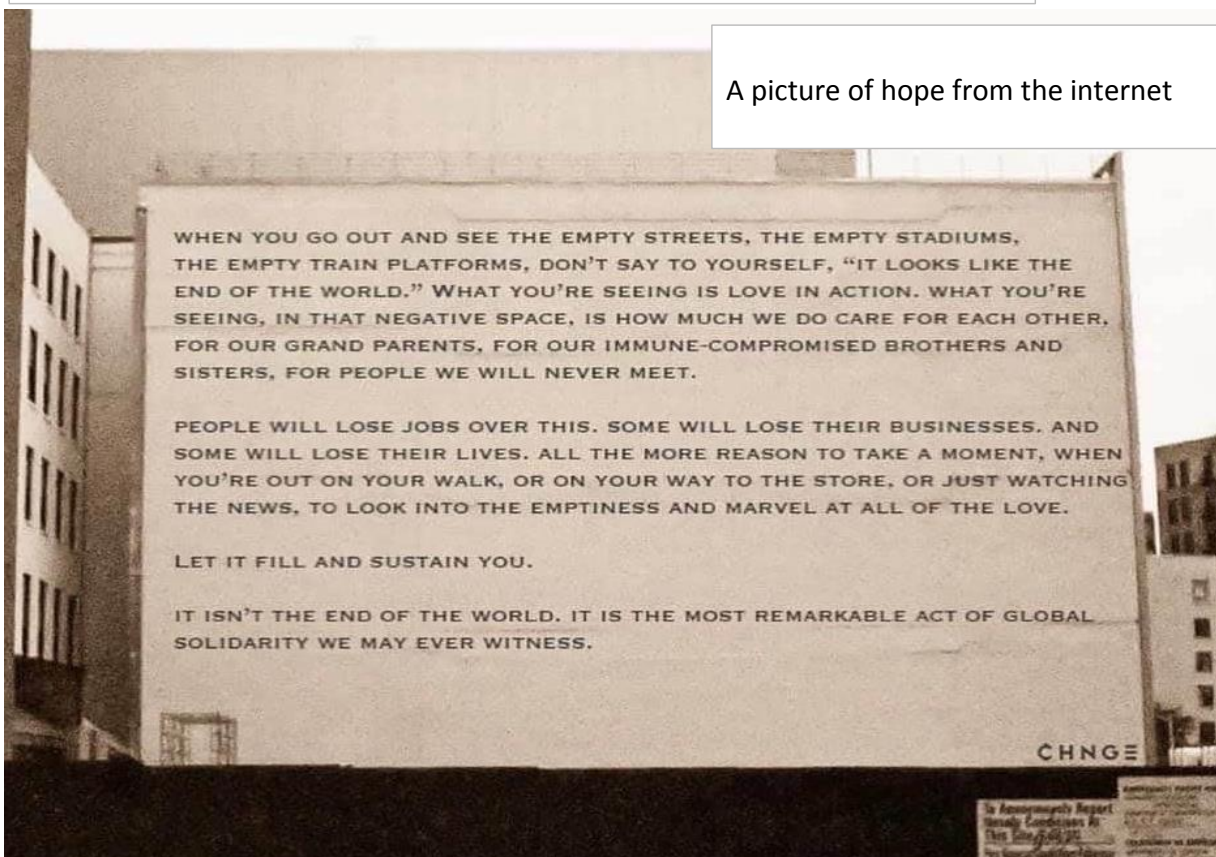 A picture of hope from the internet
WHEN YOU GO OUT AND SEE THE EMPTY STREETS, THE EMPTY STADIUMS,
THE EMPTY TRAIN PLATFORMS, DON'T SAY TO YOURSELF, “IT LOOKS LIKE THE
END OF THE WORLD.” WHAT YOU'RE SEEING IS LOVE IN ACTION. WHAT YOU'RE
SEEING, IN THAT NEGATIVE SPACE, IS HOW MUCH WE DO CARE FOR EACH OTHER,
FOR OUR GRAND PARENTS, FOR OUR IMMUNE-COMPROMISED BROTHERS AND
SISTERS, FOR PEOPLE WE WILL NEVER MEET.
PEOPLE WILL LOSE JOBS OVER THIS. SOME WILL LOSE THEIR BUSINESSES. AND
SOME WILL LOSE THEIR LIVES. ALL THE MORE REASON TO TAKE A MOMENT, WHEN
YOU'RE OUT ON YOUR WALK, OR ON YOUR WAY TO THE STORE, OR JUST WATCHING
THE NEWS, TO LOOK INTO THE EMPTINESS AND MARVEL AT ALL OF THE LOVE.
LET IT FILL AND SUSTAIN YOU.
IT ISN'T THE END OF THE WORLD. IT IS THE MOST REMARKABLE ACT OF GLOBAL
SOLIDARITY WE MAY EVER WITNESS.
CHNGE
To Anonymously Report
Unsafe Conditions At
This Site